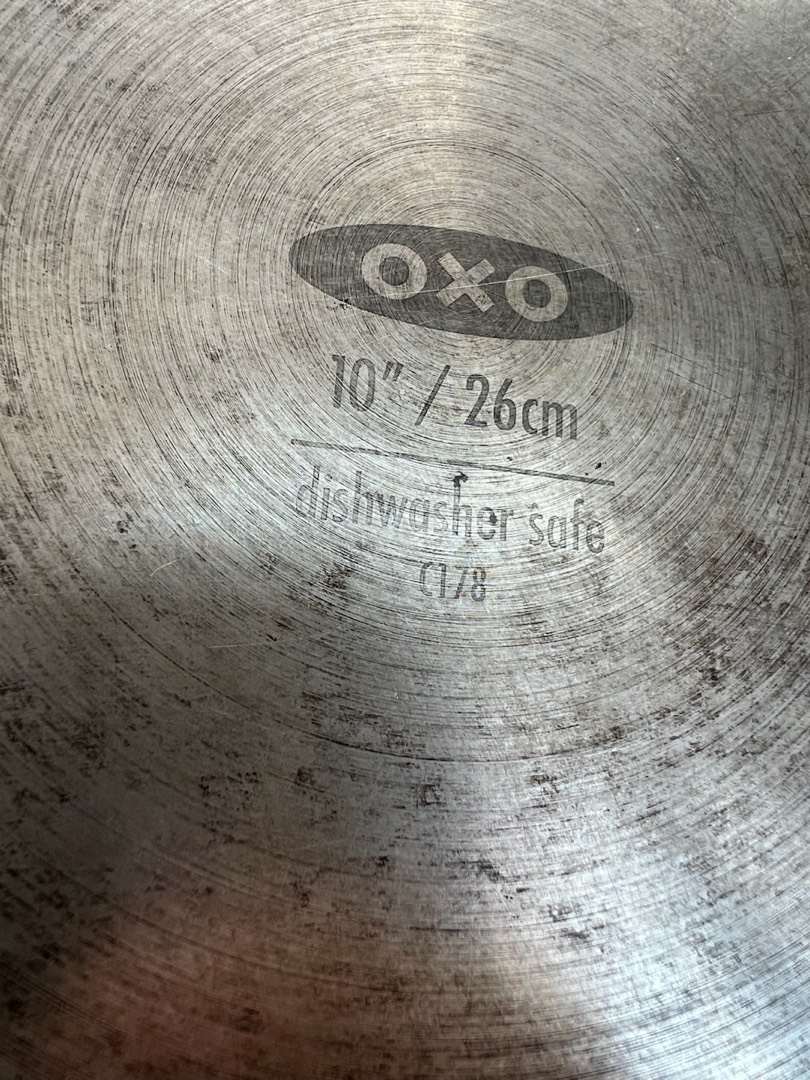 OXO
10" / 26cm
dishwasher safe
C178